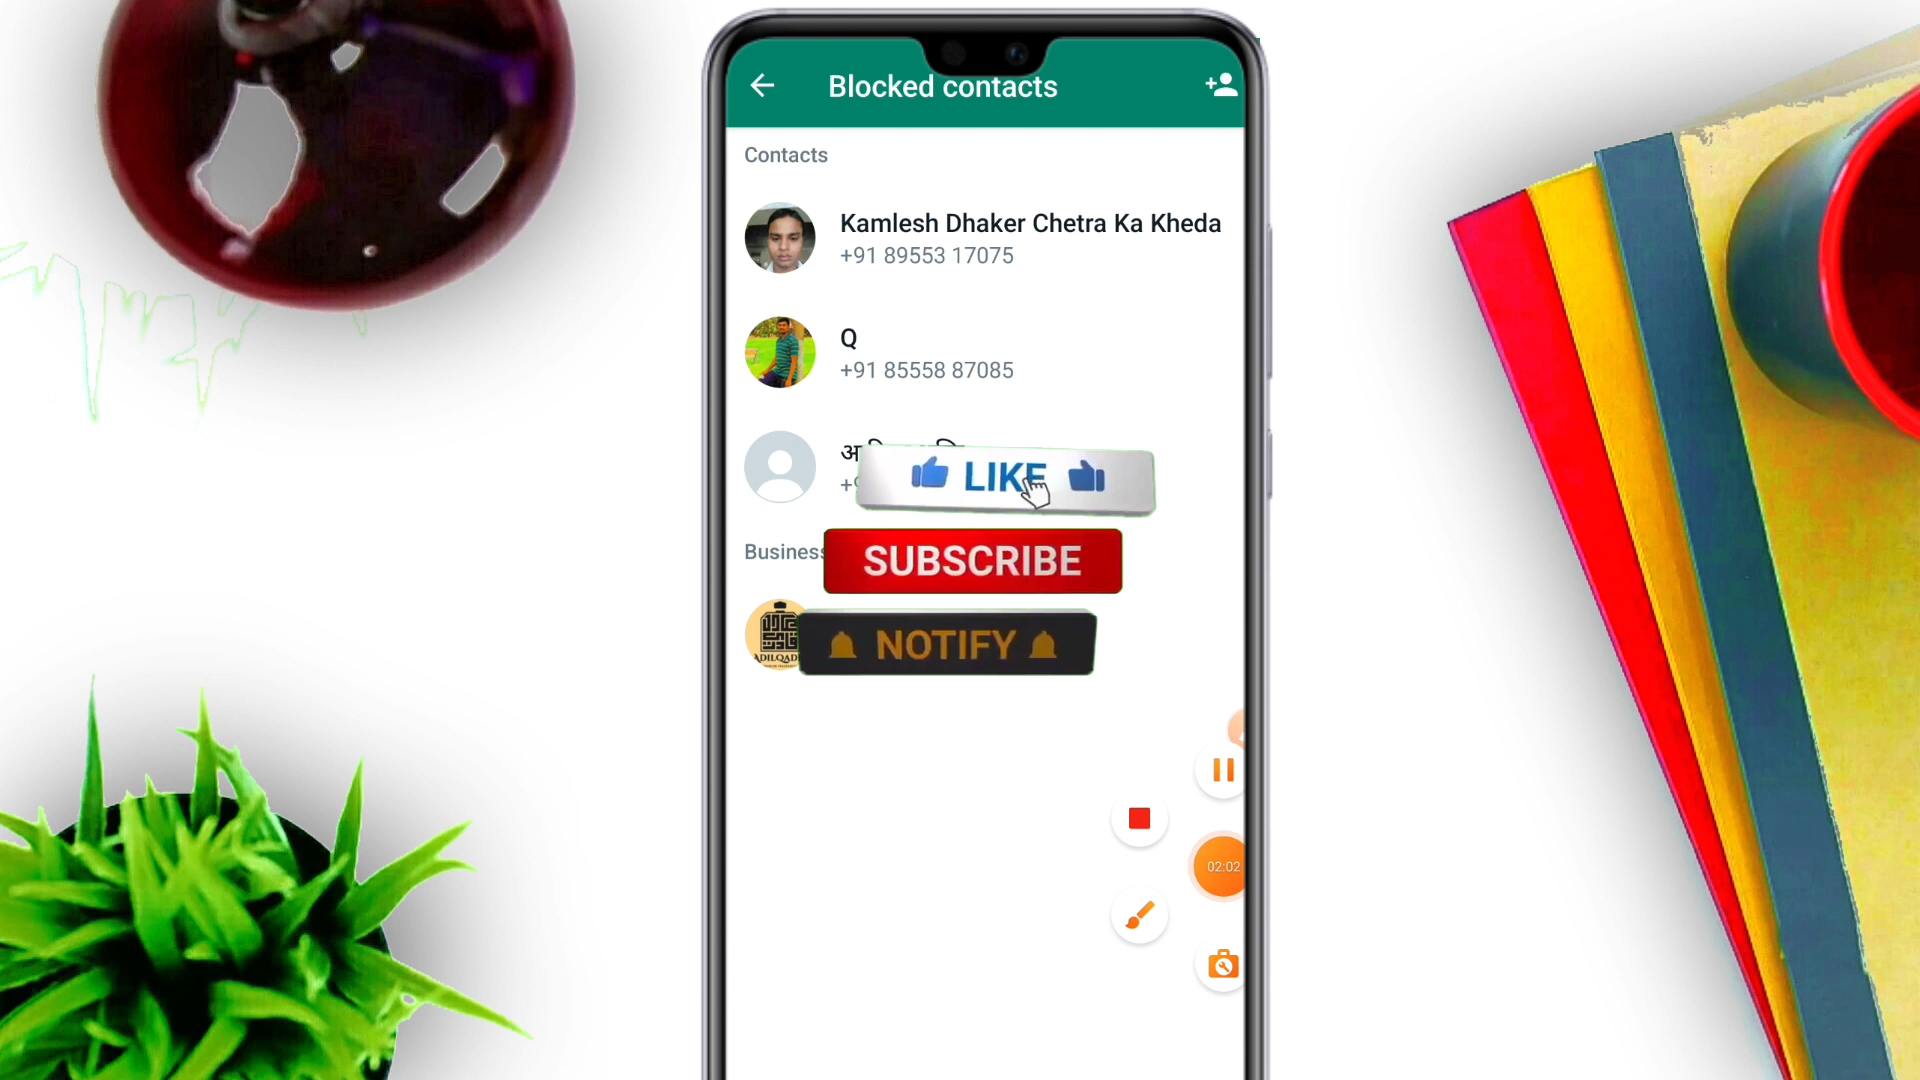 Blocked contacts
Contacts
Kamlesh Dhaker Chetra Ka Kheda
+91 89553 17075
Q
+91 85558 87085
LIKE
Business
SUBSCRIBE
NOTIFY
02:02